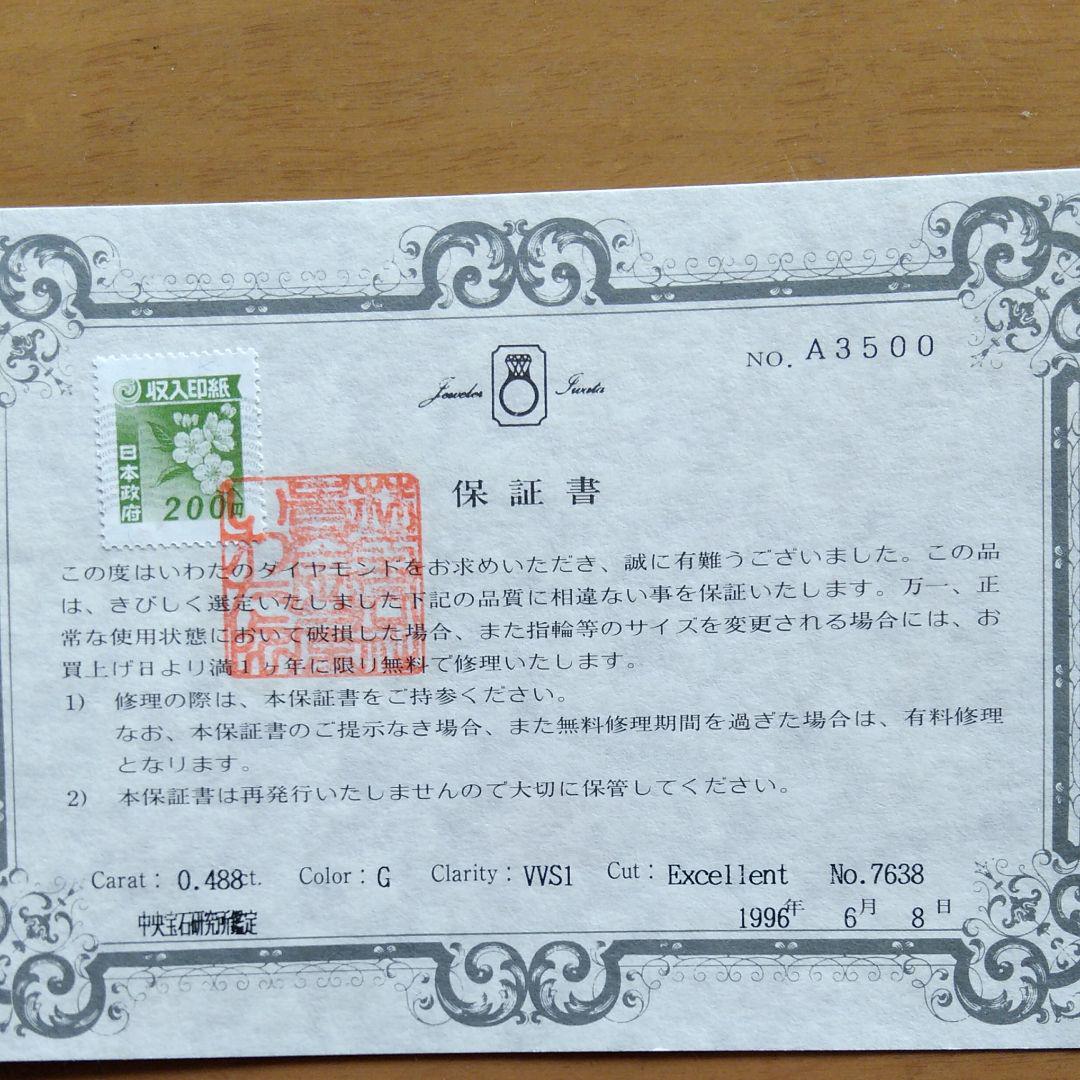 NO. A3500
収入印紙
日本政府
200円
Jeweler Iwata
保証書
この度はいわたのダイヤモンドをお求めいただき、誠に有難うございました。この品
は、きびしく選定いたしました下記の品質に相違ない事を保証いたします。万一、正
常な使用状態において破損した場合、また指輪等のサイズを変更される場合には、お
買上げ日より満1ヶ年に限り無料で修理いたします。
1) 修理の際は、本保証書をご持参ください。
なお、本保証書のご提示なき場合、また無料修理期間を過ぎた場合は、有料修理
となります。
2) 本保証書は再発行いたしませんので大切に保管してください。
Carat: 0.488ct. Color: G Clarity: VVS1 Cut: Excellent No.7638
中央宝石研究所鑑定 1996年 6月 8日